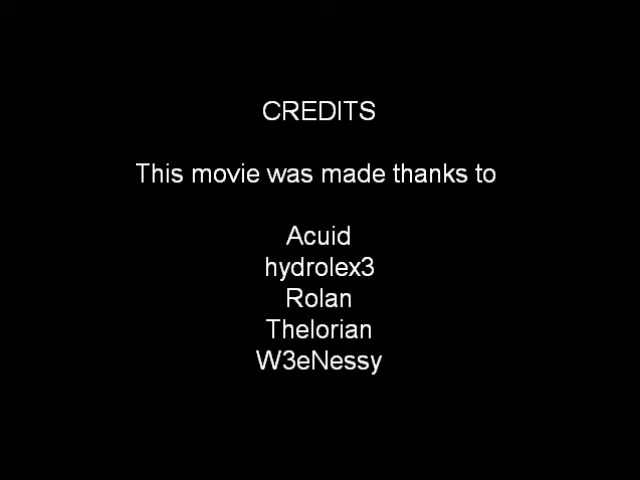 CREDITS
This movie was made thanks to
Acuid
hydrolex3
Rolan
Thelorian
W3eNessy